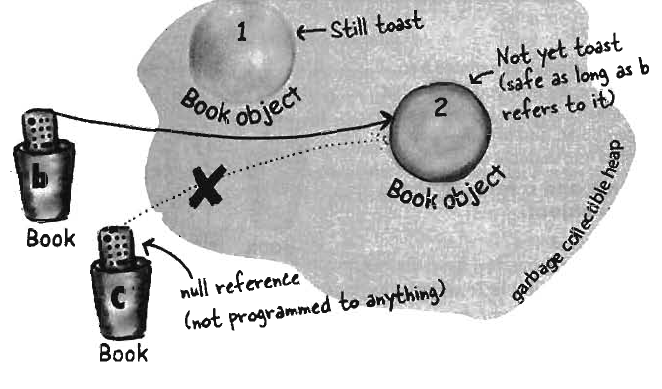 1
Still toast
Book object
Not yet toast
(safe as long as b
refers to it)
2
Book object
b
Book
c
Book
null reference
(not programmed to anything)
garbage collectible heap